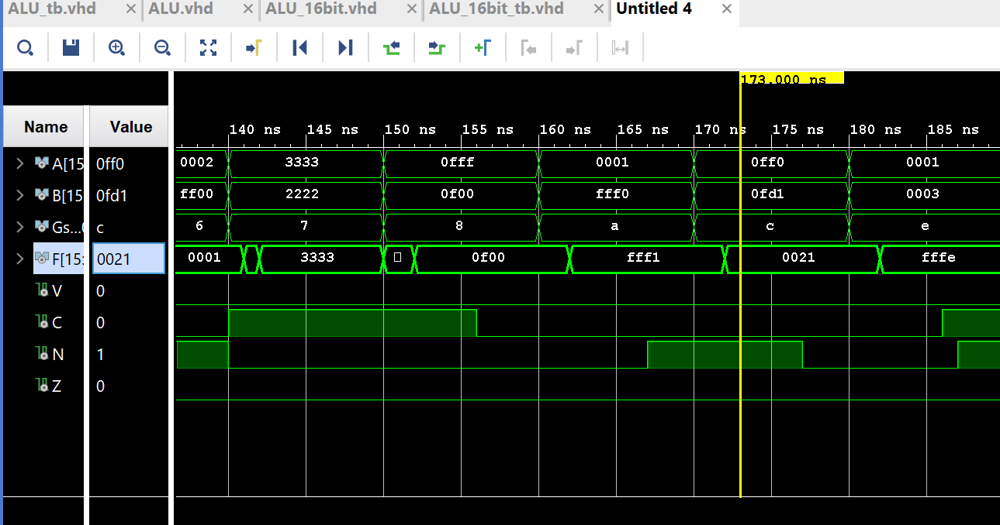 ALU_tb.vhd × ALU.vhd × ALU_16bit.vhd × ALU_16bit_tb.vhd × Untitled 4 ×
173.000 ns
Name Value 140 ns 145 ns 150 ns 155 ns 160 ns 165 ns 170 ns 175 ns 180 ns 185 ns
A[15 0ff0 0002 3333 0fff 0001 0ff0 0001
B[15 0fd1 ff00 2222 0f00 fff0 0fd1 0003
Gs...0 c 6 7 8 a c e
F[15: 0021 0001 3333 0f00 fff1 0021 fffe
V 0
C 0
N 1
Z 0